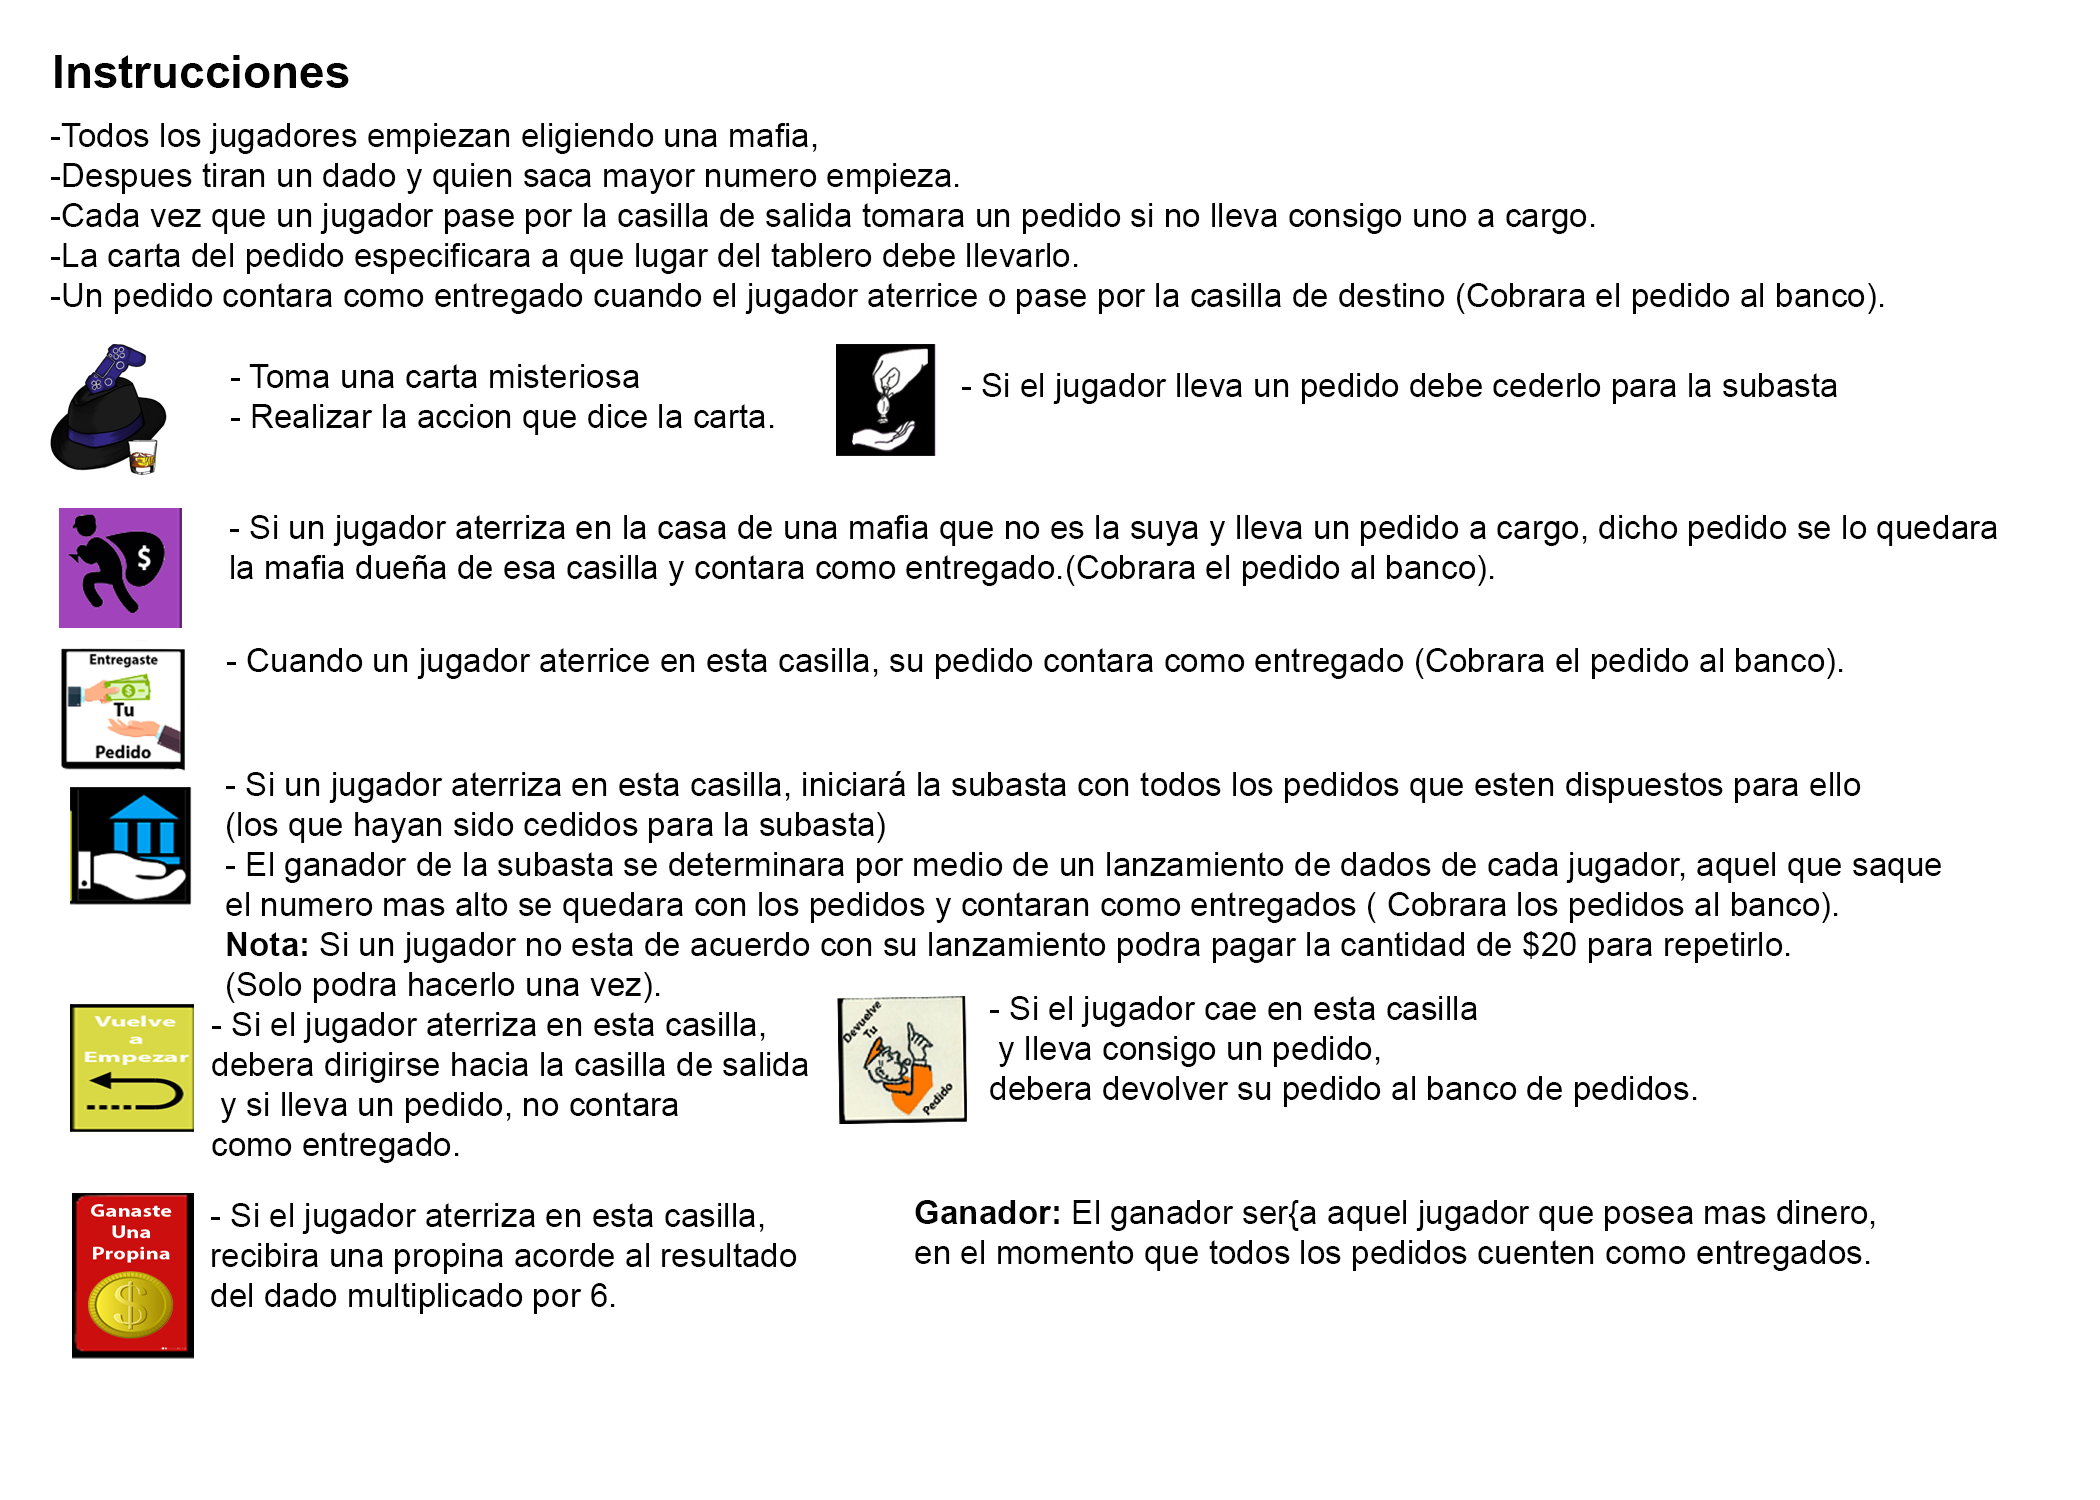 Instrucciones
-Todos los jugadores empiezan eligiendo una mafia,
-Despues tiran un dado y quien saca mayor numero empieza.
-Cada vez que un jugador pase por la casilla de salida tomara un pedido si no lleva consigo uno a cargo.
-La carta del pedido especificara a que lugar del tablero debe llevarlo.
-Un pedido contara como entregado cuando el jugador aterrice o pase por la casilla de destino (Cobrara el pedido al banco).
- Toma una carta misteriosa
- Realizar la accion que dice la carta.
- Si el jugador lleva un pedido debe cederlo para la subasta
$
- Si un jugador aterriza en la casa de una mafia que no es la suya y lleva un pedido a cargo, dicho pedido se lo quedara
la mafia dueña de esa casilla y contara como entregado.(Cobrara el pedido al banco).
Entregaste
Tu
Pedido
- Cuando un jugador aterrice en esta casilla, su pedido contara como entregado (Cobrara el pedido al banco).
- Si un jugador aterriza en esta casilla, iniciará la subasta con todos los pedidos que esten dispuestos para ello
(los que hayan sido cedidos para la subasta)
- El ganador de la subasta se determinara por medio de un lanzamiento de dados de cada jugador, aquel que saque
el numero mas alto se quedara con los pedidos y contaran como entregados ( Cobrara los pedidos al banco).
Nota: Si un jugador no esta de acuerdo con su lanzamiento podra pagar la cantidad de $20 para repetirlo.
(Solo podra hacerlo una vez).
Vuelve
a
Empezar
- Si el jugador aterriza en esta casilla,
debera dirigirse hacia la casilla de salida
y si lleva un pedido, no contara
como entregado.
Devuelve
Tu
Pedido
- Si el jugador cae en esta casilla
y lleva consigo un pedido,
debera devolver su pedido al banco de pedidos.
Ganaste
Una
Propina
$
- Si el jugador aterriza en esta casilla,
recibira una propina acorde al resultado
del dado multiplicado por 6.
Ganador: El ganador ser{a aquel jugador que posea mas dinero,
en el momento que todos los pedidos cuenten como entregados.